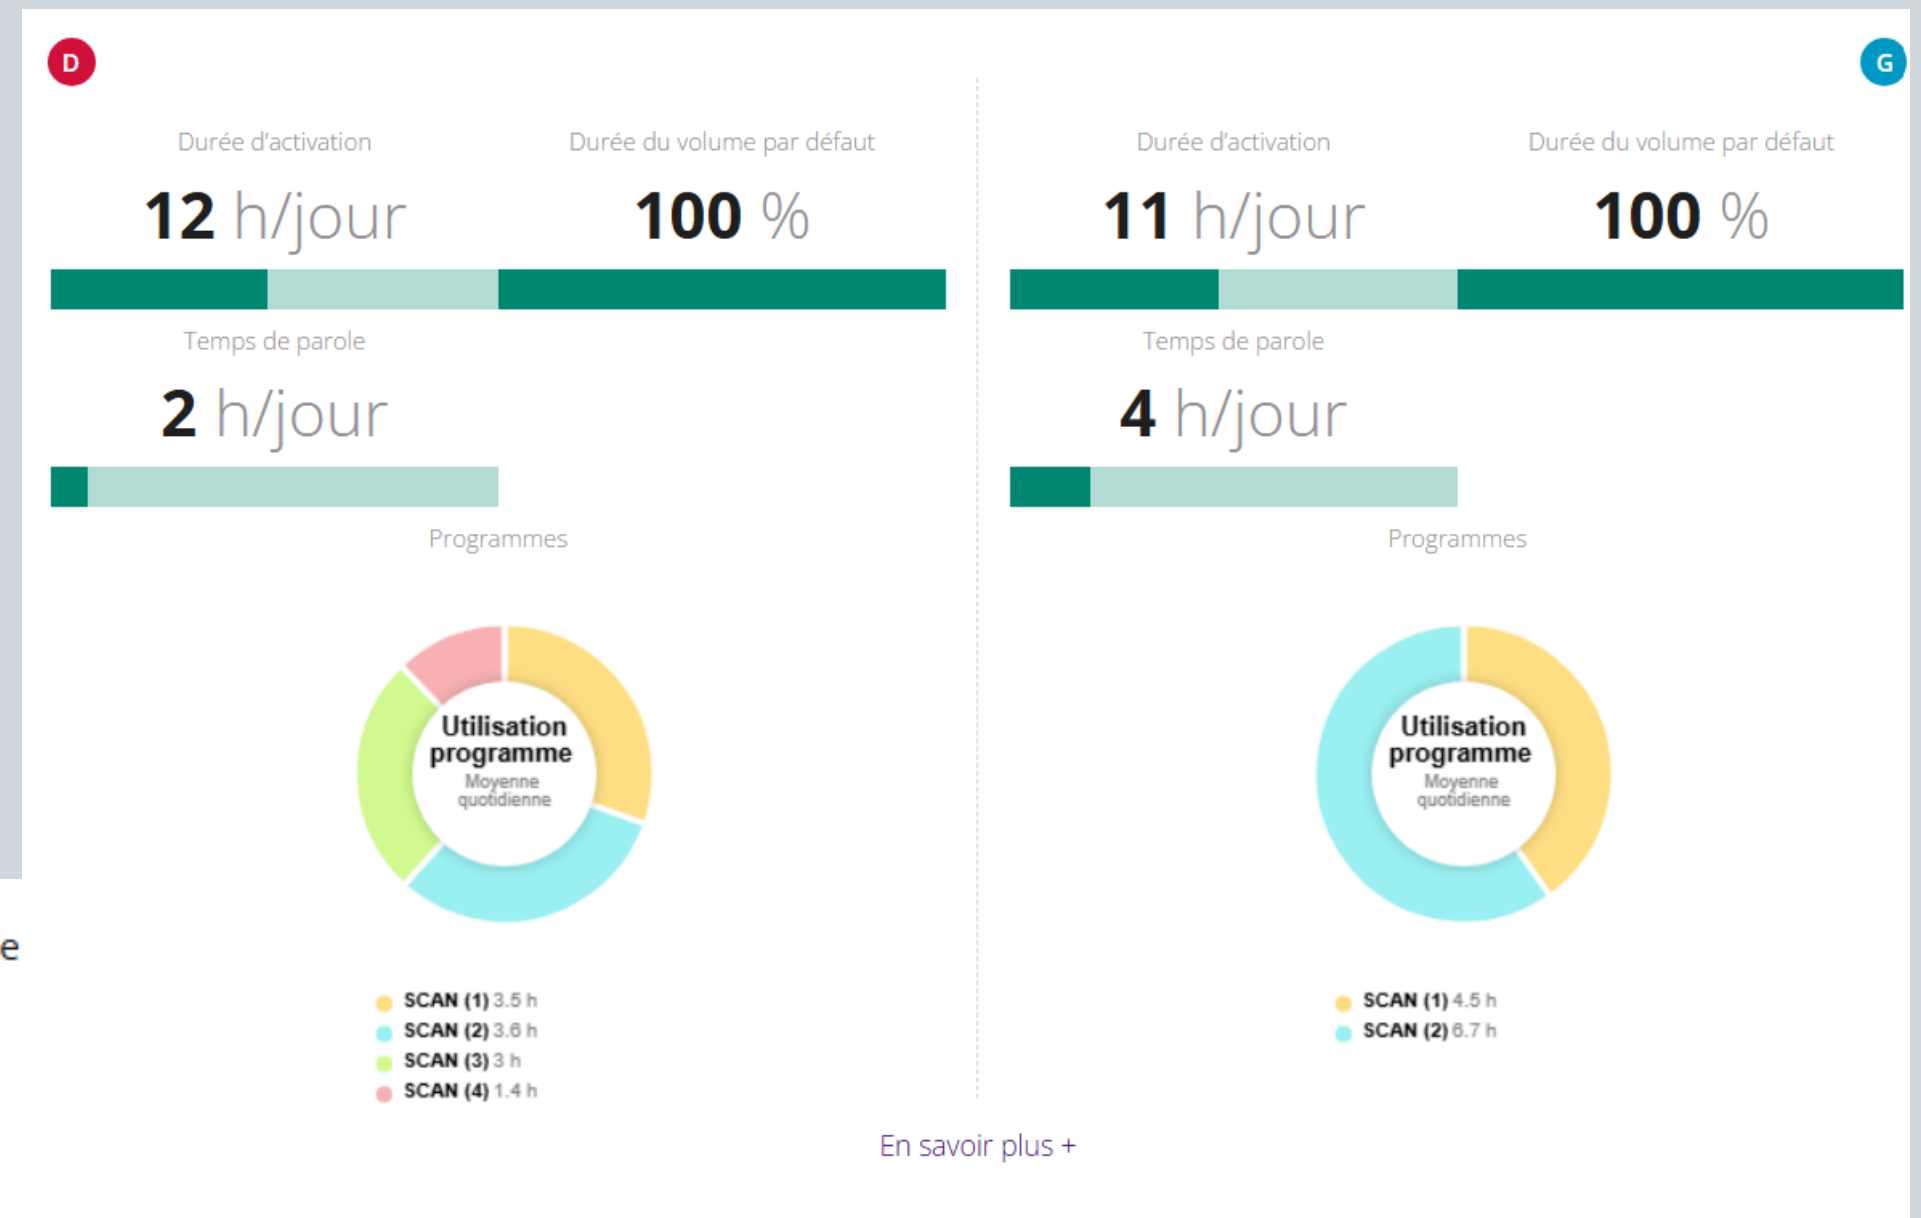 D
Durée d'activation
12 h/jour
Durée du volume par défaut
100 %
Temps de parole
2 h/jour
Programmes
Utilisation
programme
Moyenne
quotidienne
SCAN (1) 3.5 h
SCAN (2) 3.6 h
SCAN (3) 3 h
SCAN (4) 1.4 h
G
Durée d'activation
11 h/jour
Durée du volume par défaut
100 %
Temps de parole
4 h/jour
Programmes
Utilisation
programme
Moyenne
quotidienne
SCAN (1) 4.5 h
SCAN (2) 6.7 h
e
En savoir plus +